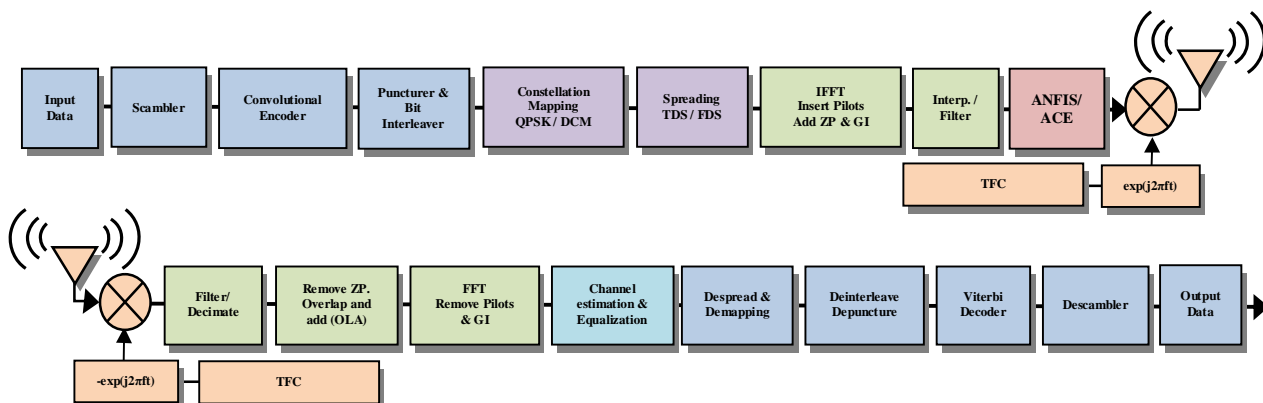 Input
Data
Scambler
Convolutional
Encoder
Puncturer &
Bit
Interleaver
Constellation
Mapping
QPSK / DCM
Spreading
TDS / FDS
IFFT
Insert Pilots
Add ZP & GI
Interp. /
Filter
ANFIS/
ACE
TFC
exp(j2πft)
Filter/
Decimate
Remove ZP.
Overlap and
add (OLA)
FFT
Remove Pilots
& GI
Channel
estimation &
Equalization
Despread &
Demapping
Deinterleave
Depuncture
Viterbi
Decoder
Descambler
Output
Data
-exp(j2πft)
TFC